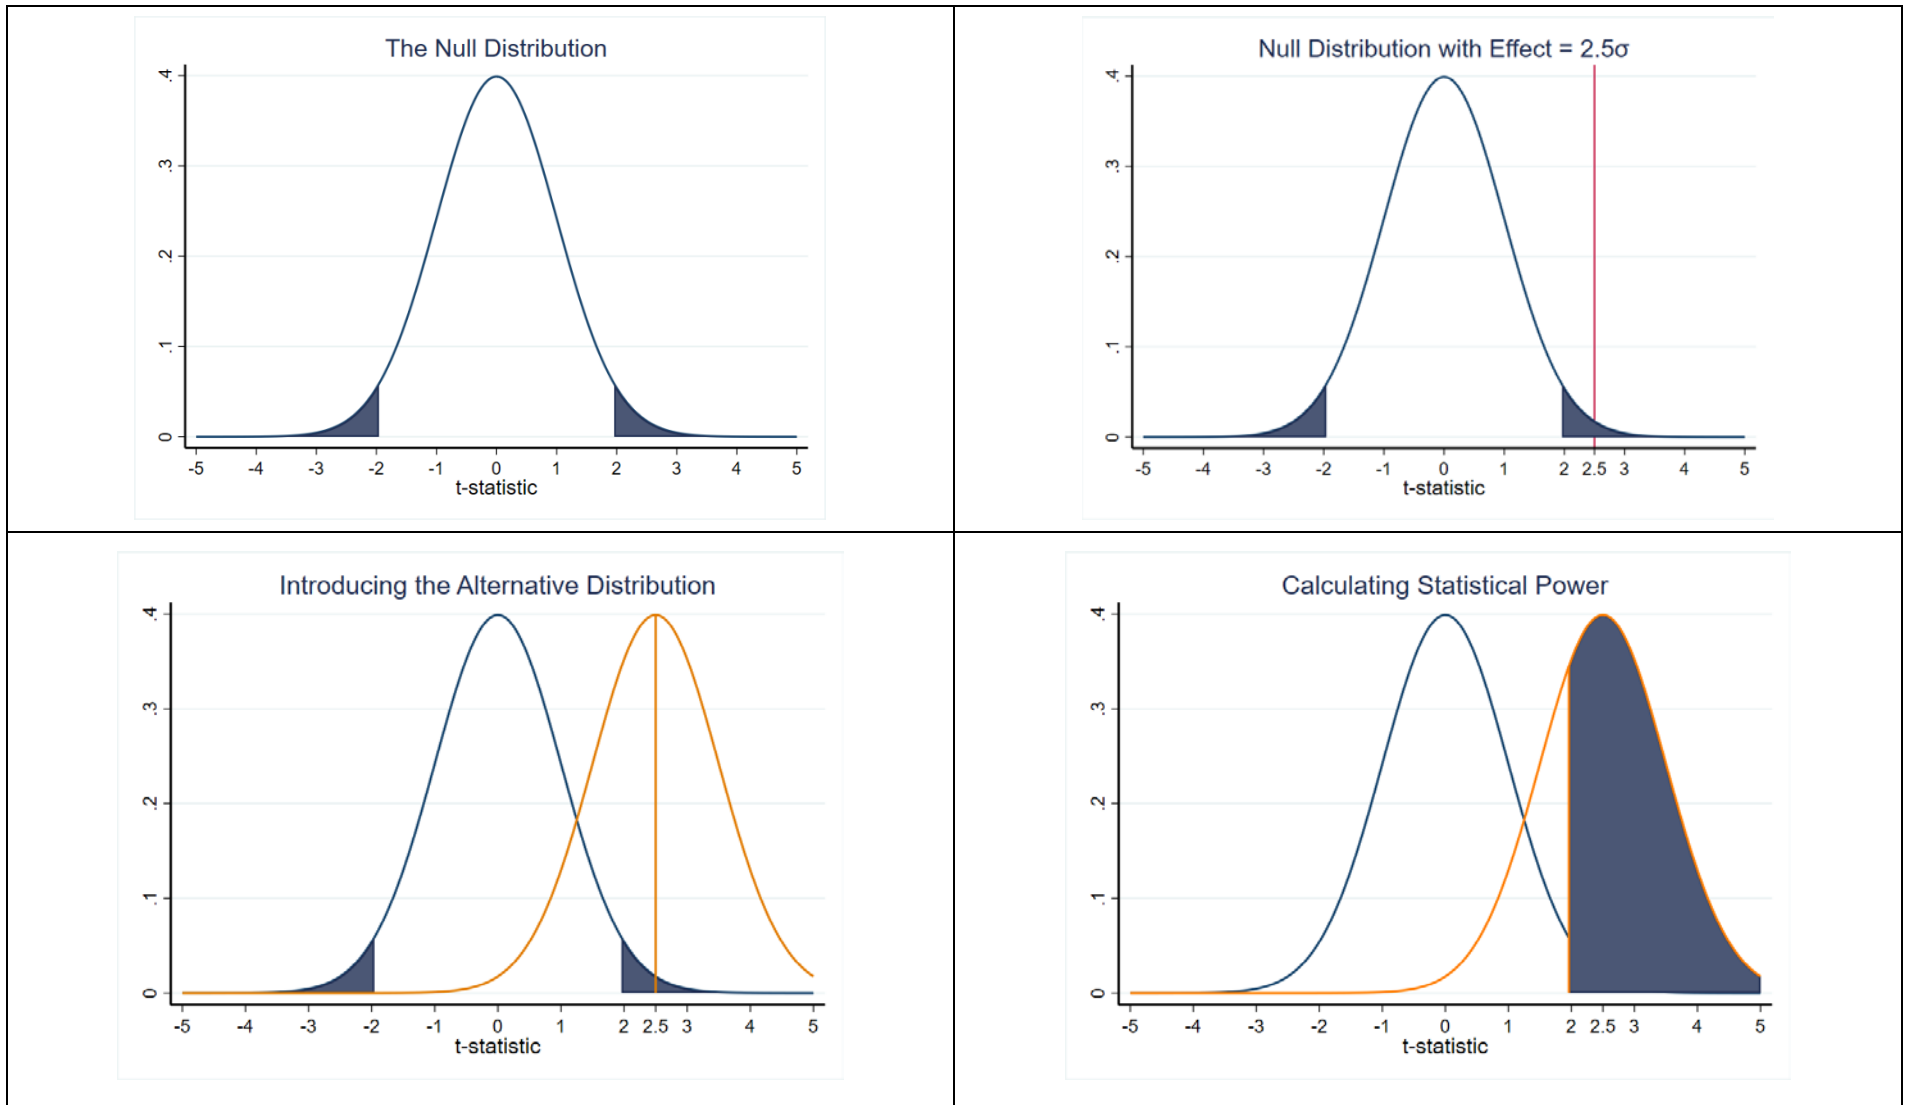 The Null Distribution
.4
.3
.2
.1
0
-5 -4 -3 -2 -1 0 1 2 3 4 5
t-statistic
Null Distribution with Effect = 2.5σ
.4
.3
.2
.1
0
-5 -4 -3 -2 -1 0 1 2 2.5 3 4 5
t-statistic
Introducing the Alternative Distribution
.4
.3
.2
.1
0
-5 -4 -3 -2 -1 0 1 2 2.5 3 4 5
t-statistic
Calculating Statistical Power
.4
.3
.2
.1
0
-5 -4 -3 -2 -1 0 1 2 2.5 3 4 5
t-statistic